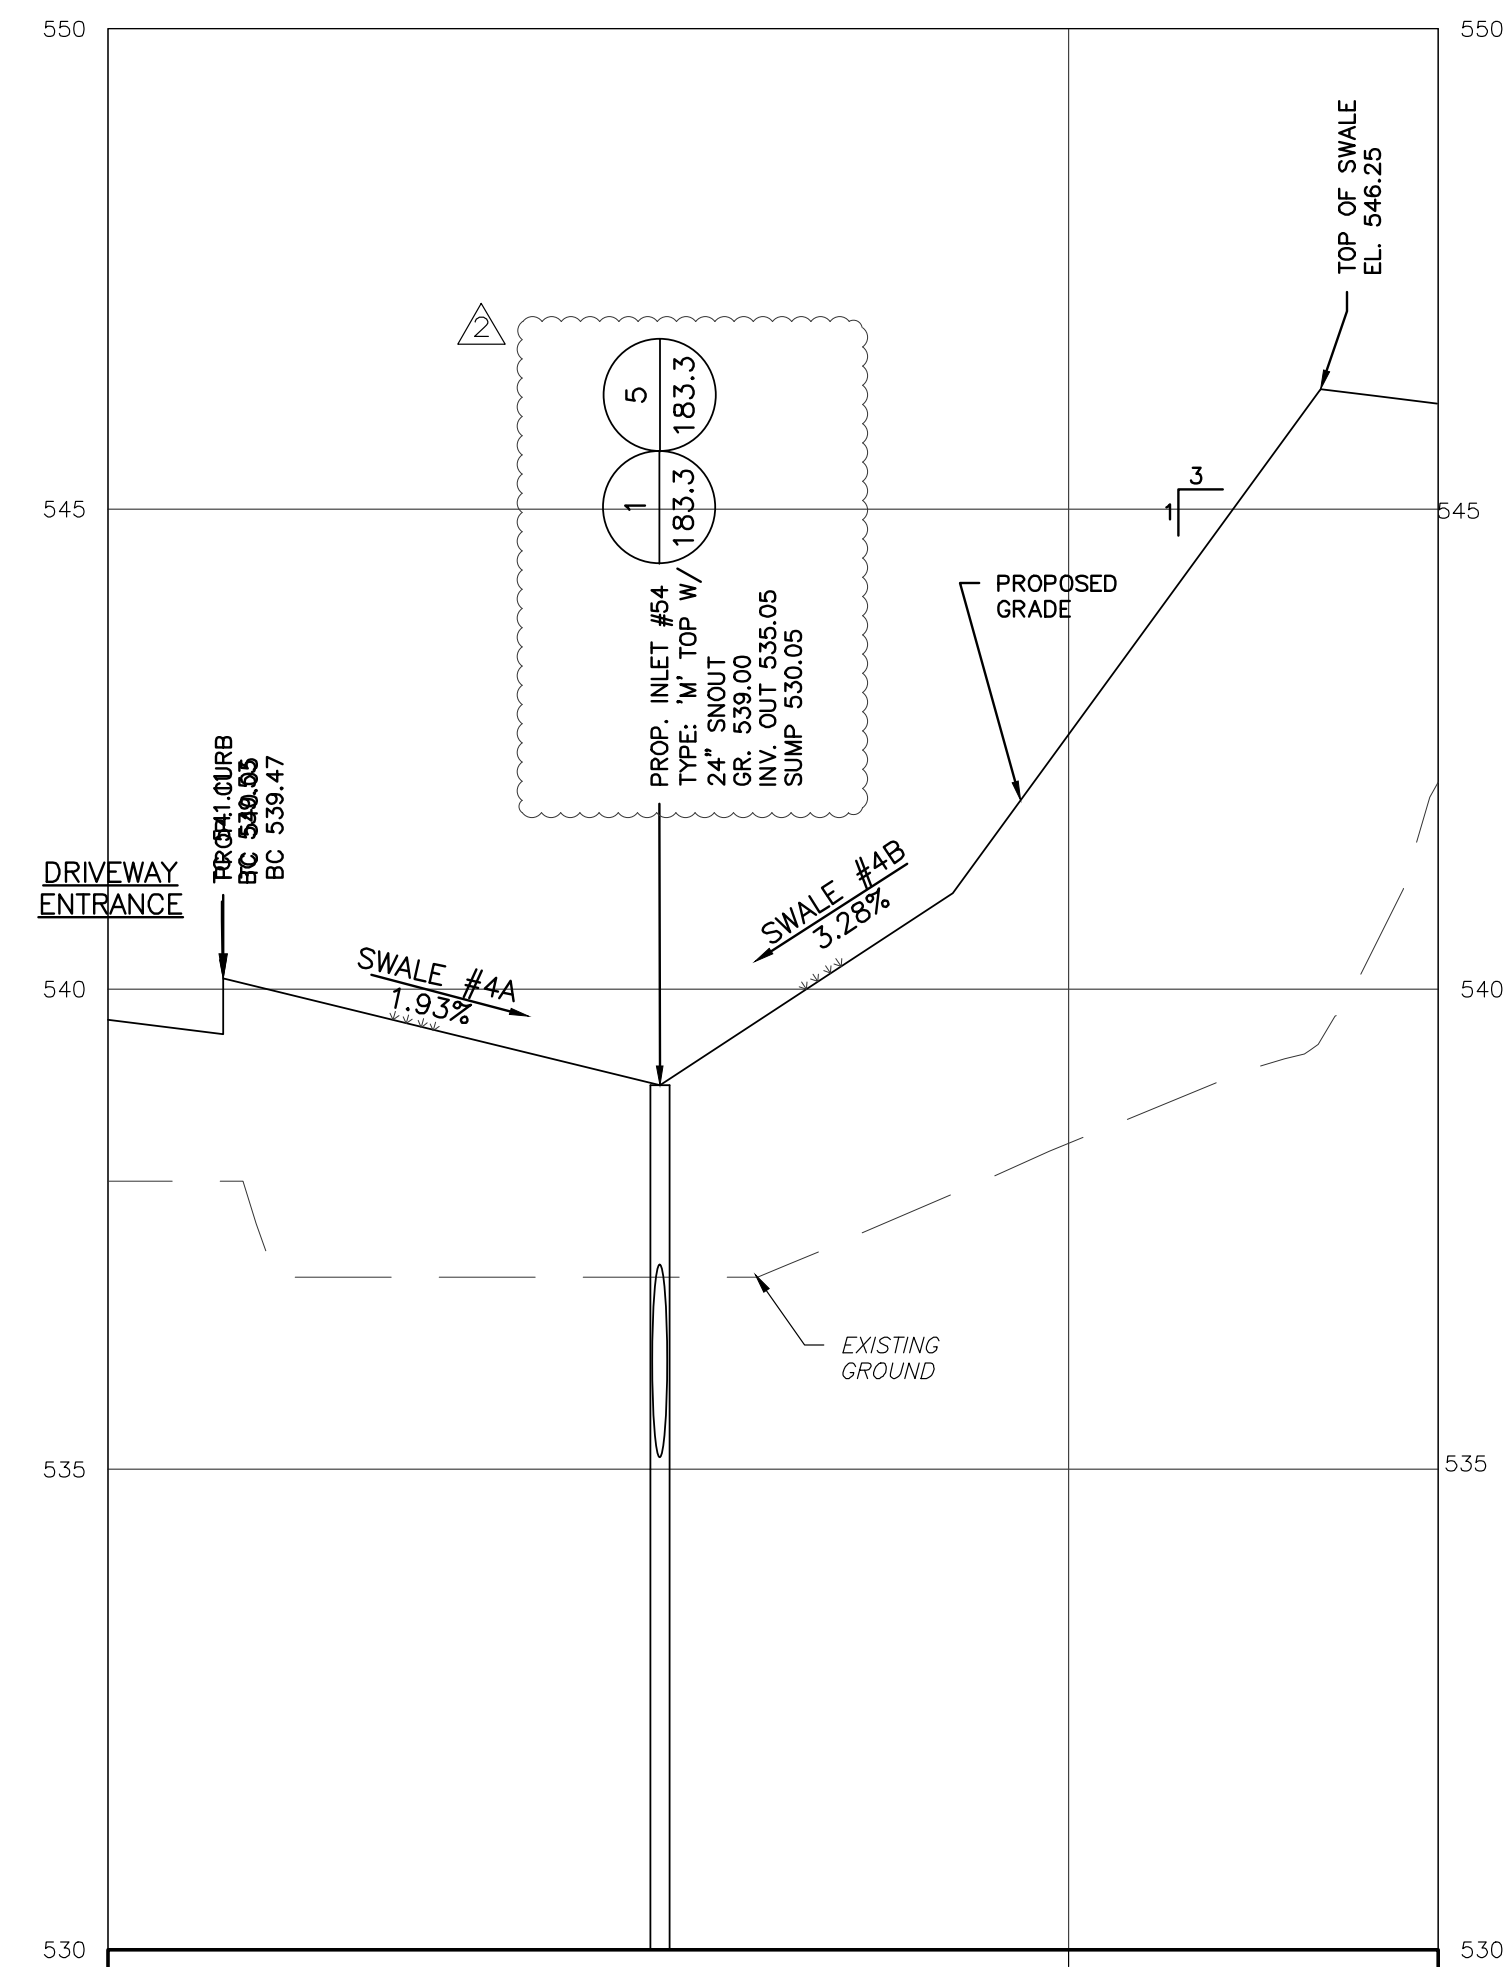 550
550
TOP OF SWALE
EL. 546.25
2
5
183.3
1
183.3
545
545
3
1
PROPOSED
GRADE
PROP. INLET #54
TYPE: 'M' TOP W/
24" SNOUT
GR. 539.00
INV. OUT 535.05
SUMP 530.05
BC 539.47
DRIVEWAY
ENTRANCE
SWALE #4B
3.28%
SWALE #4A
1.93%
540
540
EXISTING
GROUND
535
535
530
530